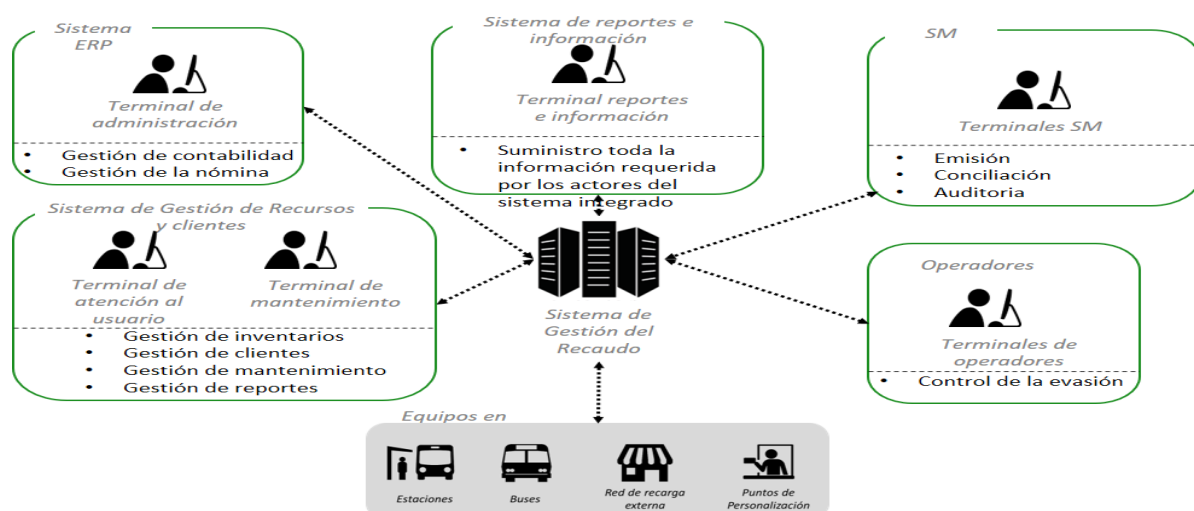 Sistema
ERP
Terminal de
administración
• Gestión de contabilidad
• Gestión de la nómina
Sistema de reportes e
información
Terminal reportes
e información
• Suministro toda la
información requerida
por los actores del
sistema integrado
SM
Terminales SM
• Emisión
• Conciliación
• Auditoria
Sistema de Gestión de Recursos
y clientes
Terminal de
atención al
usuario
Terminal de
mantenimiento
• Gestión de inventarios
• Gestión de clientes
• Gestión de mantenimiento
• Gestión de reportes
Sistema de
Gestión del
Recaudo
Operadores
Terminales de
operadores
• Control de la evasión
Equipos en
Estaciones
Buses
Red de recarga
externa
Puntos de
Personalización